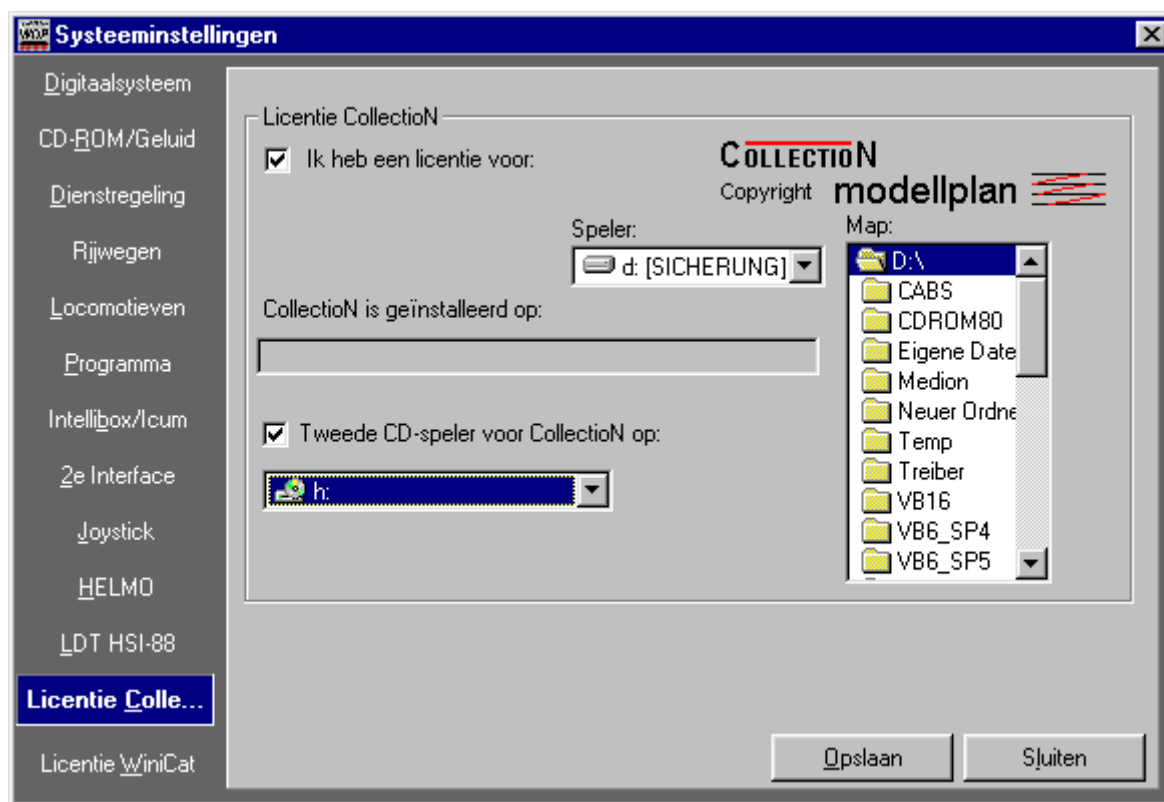 Systeeminstellingen
Digitaalsysteem
CD-ROM/Geluid
Dienstregeling
Rijwegen
Locomotieven
Programma
Intellibox/Icum
2e Interface
Joystick
HELMO
LDT HSI-88
Licentie Colle...
Licentie WiniCat
Licentie CollectioN
Ik heb een licentie voor:
COLLECTION
Copyright modellplan
Speler:
d: [SICHERUNG]
Map:
D:\
CABS
CDROM80
Eigene Date
Medion
Neuer Ordne
Temp
Treiber
VB16
VB6_SP4
VB6_SP5
CollectioN is geïnstalleerd op:
Tweede CD-speler voor CollectioN op:
h:
Opslaan
Sluiten